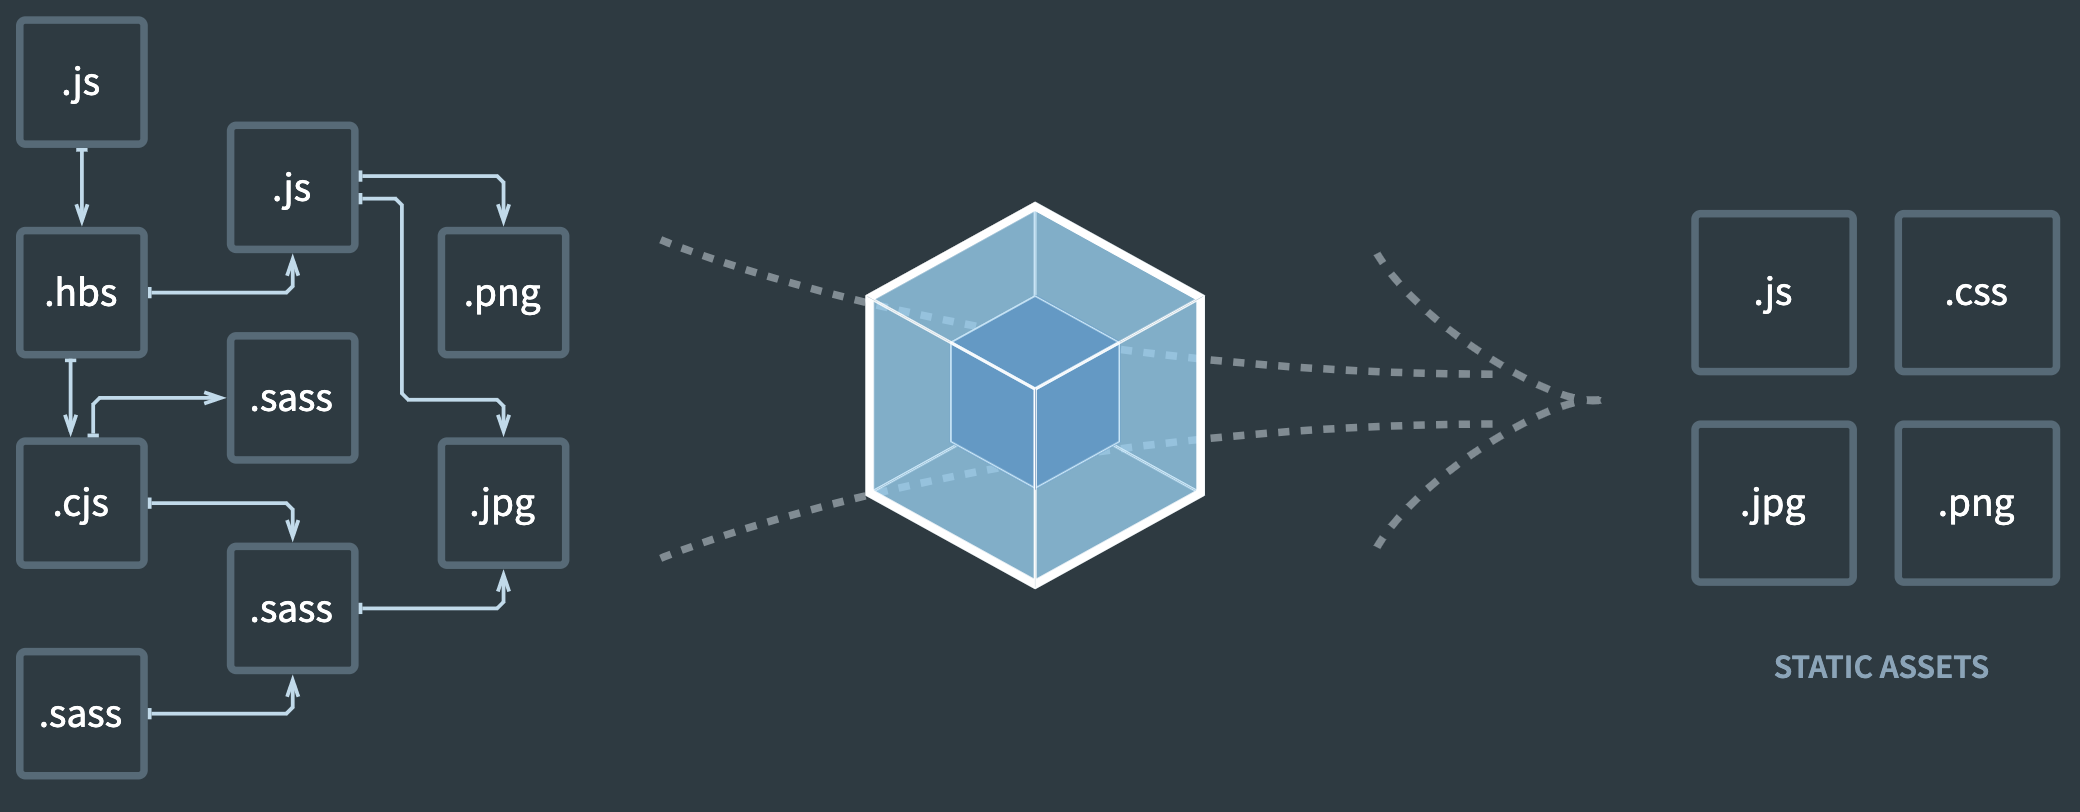 .js
.js
.hbs
.png
.sass
.cjs
.jpg
.sass
.sass
.js
.css
.jpg
.png
STATIC ASSETS